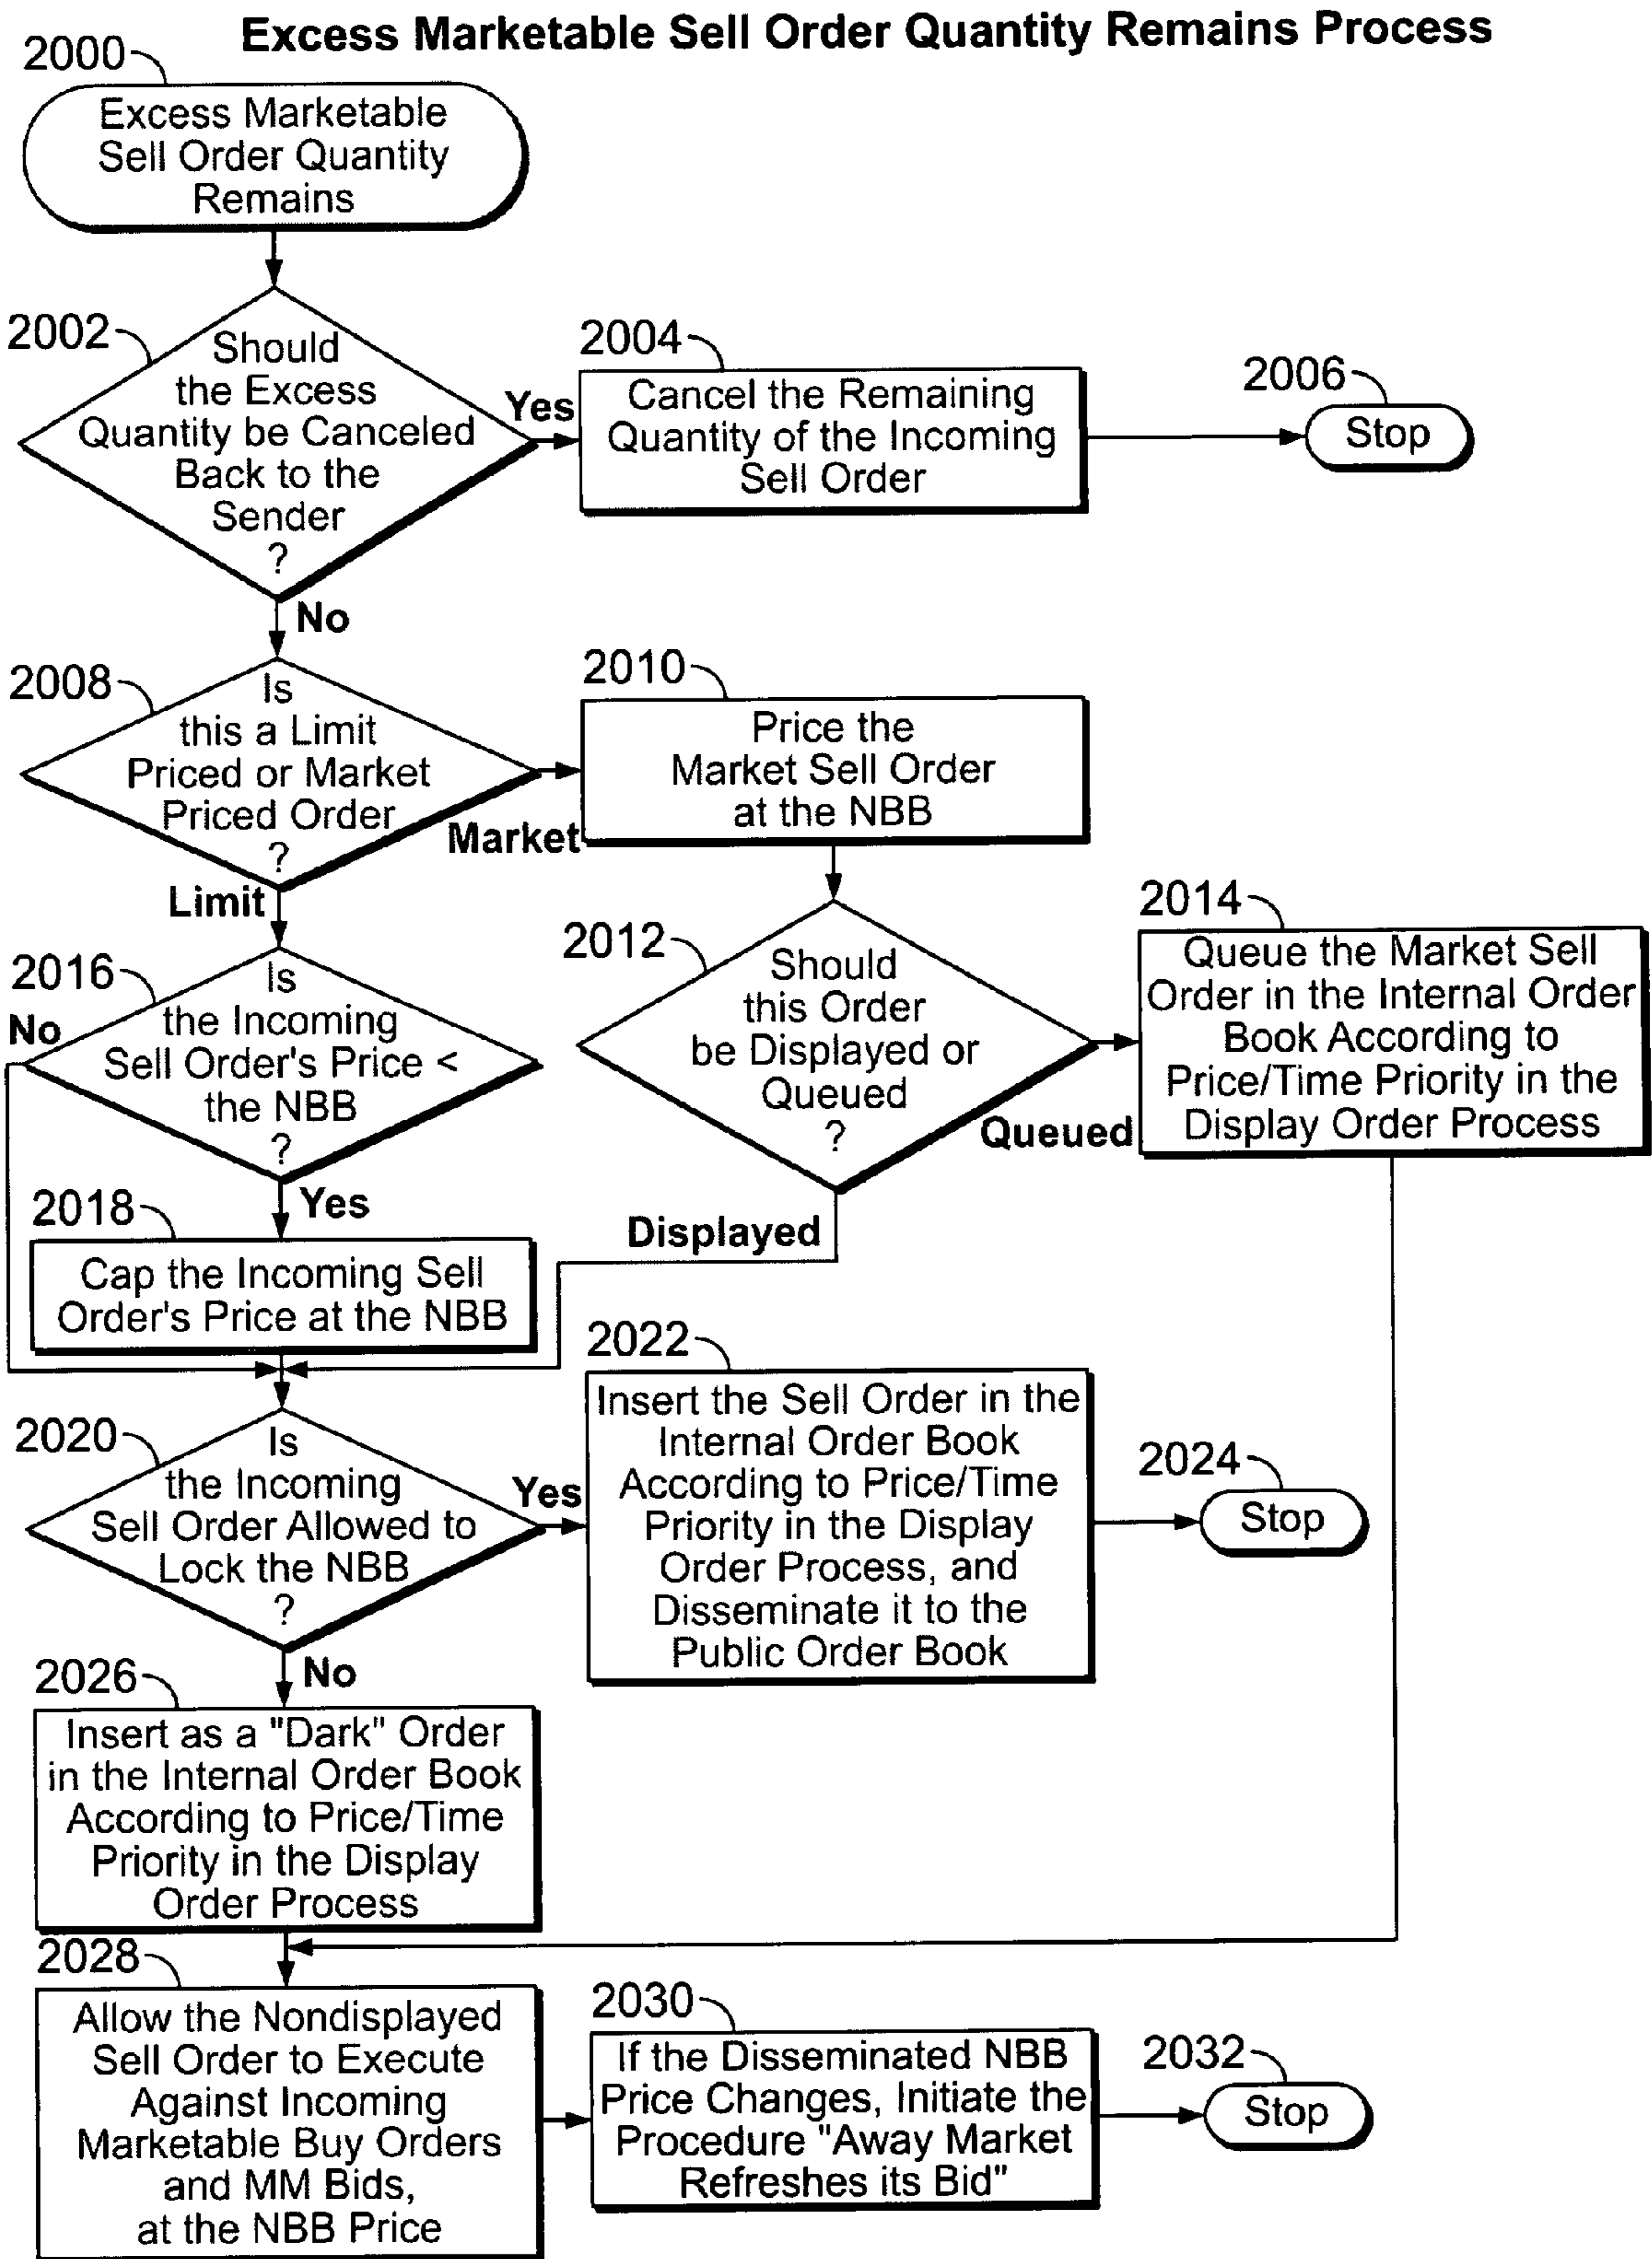 Excess Marketable Sell Order Quantity Remains Process
2000
Excess Marketable
Sell Order Quantity
Remains
2002
Should
the Excess
Quantity be Canceled
Back to the
Sender
?
Yes
2004
Cancel the Remaining
Quantity of the Incoming
Sell Order
2006
Stop
No
2008
Is
this a Limit
Priced or Market
Priced Order
?
Market
2010
Price the
Market Sell Order
at the NBB
Limit
2012
Should
this Order
be Displayed or
Queued
?
Queued
2014
Queue the Market Sell
Order in the Internal Order
Book According to
Price/Time Priority in the
Display Order Process
2016
Is
the Incoming
Sell Order's Price <
the NBB
?
No
Yes
Displayed
2018
Cap the Incoming Sell
Order's Price at the NBB
2020
Is
the Incoming
Sell Order Allowed to
Lock the NBB
?
Yes
2022
Insert the Sell Order in the
Internal Order Book
According to Price/Time
Priority in the Display
Order Process, and
Disseminate it to the
Public Order Book
2024
Stop
No
2026
Insert as a "Dark" Order
in the Internal Order Book
According to Price/Time
Priority in the Display
Order Process
2028
Allow the Nondisplayed
Sell Order to Execute
Against Incoming
Marketable Buy Orders
and MM Bids,
at the NBB Price
2030
If the Disseminated NBB
Price Changes, Initiate the
Procedure "Away Market
Refreshes its Bid"
2032
Stop